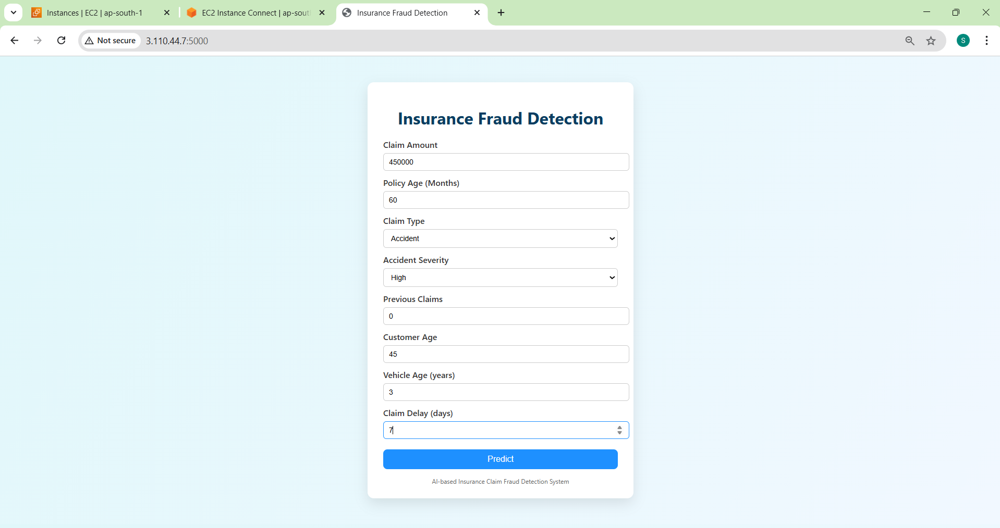 Instances | EC2 | ap-south-1
EC2 Instance Connect | ap-sout
Insurance Fraud Detection
Not secure
3.110.44.7:5000
S
Insurance Fraud Detection
Claim Amount
450000
Policy Age (Months)
60
Claim Type
Accident
Accident Severity
High
Previous Claims
0
Customer Age
45
Vehicle Age (years)
3
Claim Delay (days)
7
Predict
AI-based Insurance Claim Fraud Detection System